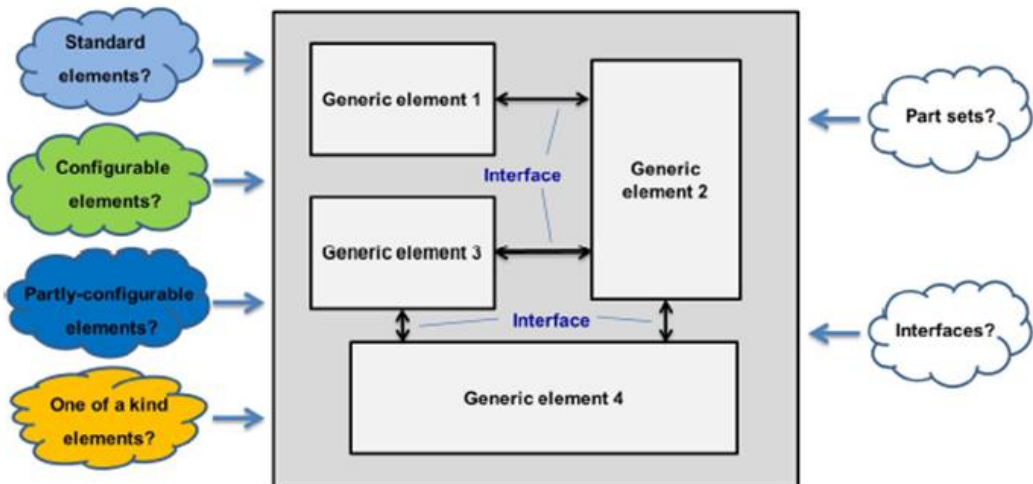 Standard
elements?
Configurable
elements?
Partly-configurable
elements?
One of a kind
elements?
Generic element 1
Interface
Generic
element 2
Generic element 3
Interface
Generic element 4
Part sets?
Interfaces?